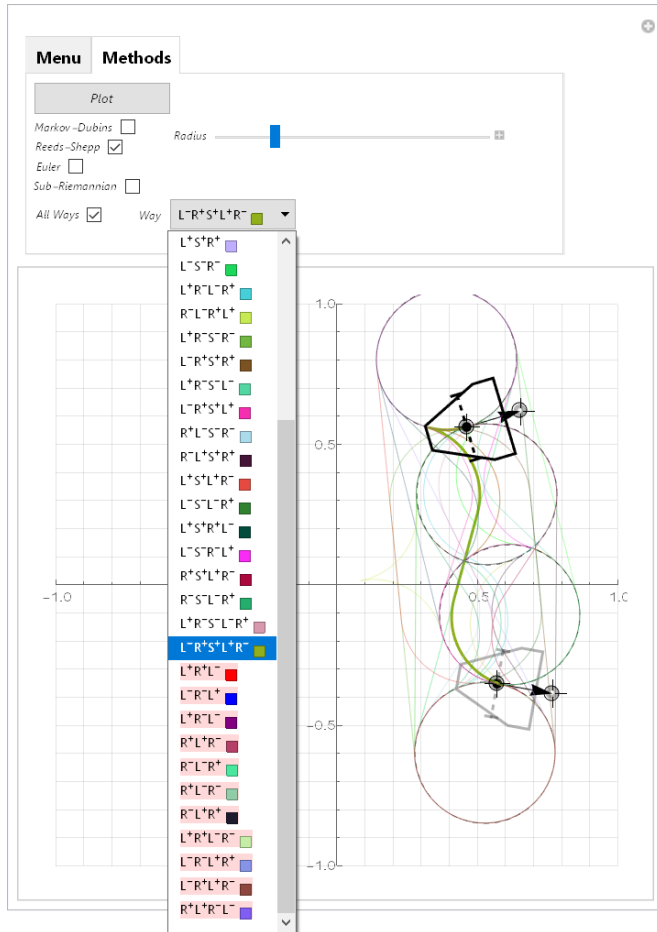 Menu Methods
Plot
Markov-Dubins
Reeds-Shepp
Euler
Sub-Riemannian
Radius
All Ways
Way
L⁻R⁺S⁺L⁺R⁻
L⁺S⁺R⁺
L⁻S⁻R⁻
L⁺R⁻L⁻R⁺
R⁻L⁻R⁺L⁺
L⁺R⁻S⁻R⁻
L⁻R⁺S⁺R⁺
L⁺R⁻S⁻L⁻
L⁻R⁺S⁺L⁺
R⁺L⁻S⁻R⁻
R⁻L⁺S⁺R⁺
L⁺S⁺L⁺R⁻
L⁻S⁻L⁻R⁺
L⁺S⁺R⁺L⁻
L⁻S⁻R⁻L⁺
R⁺S⁺L⁺R⁻
R⁻S⁻L⁻R⁺
L⁺R⁻S⁻L⁻R⁺
L⁻R⁺S⁺L⁺R⁻
L⁺R⁺L⁻
L⁻R⁻L⁺
L⁺R⁻L⁻
R⁺L⁺R⁻
R⁻L⁻R⁺
R⁺L⁻R⁻
R⁻L⁺R⁺
L⁺R⁺L⁻R⁻
L⁻R⁻L⁺R⁺
L⁻R⁺L⁺R⁻
R⁺L⁺R⁻L⁻
1.0
0.5
-1.0
0.5
1.0
-0.5
-1.0